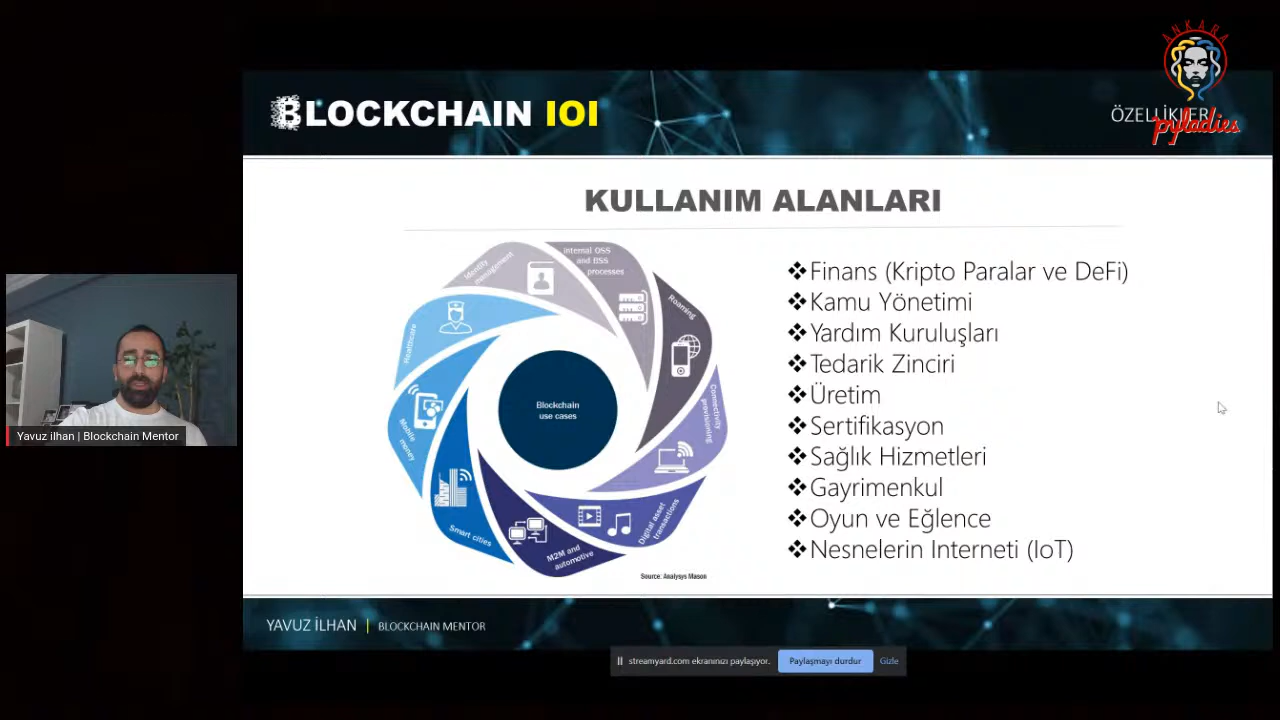 ANKARA
pyladies
BLOCKCHAIN 101
ÖZELLİKLER
KULLANIM ALANLARI
Identity
management
Internal OSS
and BSS
processes
Roaming
Connectivity
provisioning
Digital asset
transactions
M2M and
automotive
Smart cities
Mobile
money
Healthcare
Blockchain
use cases
Source: Analysys Mason
❖Finans (Kripto Paralar ve DeFi)
❖Kamu Yönetimi
❖Yardım Kuruluşları
❖Tedarik Zinciri
❖Üretim
❖Sertifikasyon
❖Sağlık Hizmetleri
❖Gayrimenkul
❖Oyun ve Eğlence
❖Nesnelerin Interneti (IoT)
Yavuz ilhan | Blockchain Mentor
YAVUZ İLHAN | BLOCKCHAIN MENTOR
streamyard.com ekranınızı paylaşıyor. Paylaşmayı durdur Gizle